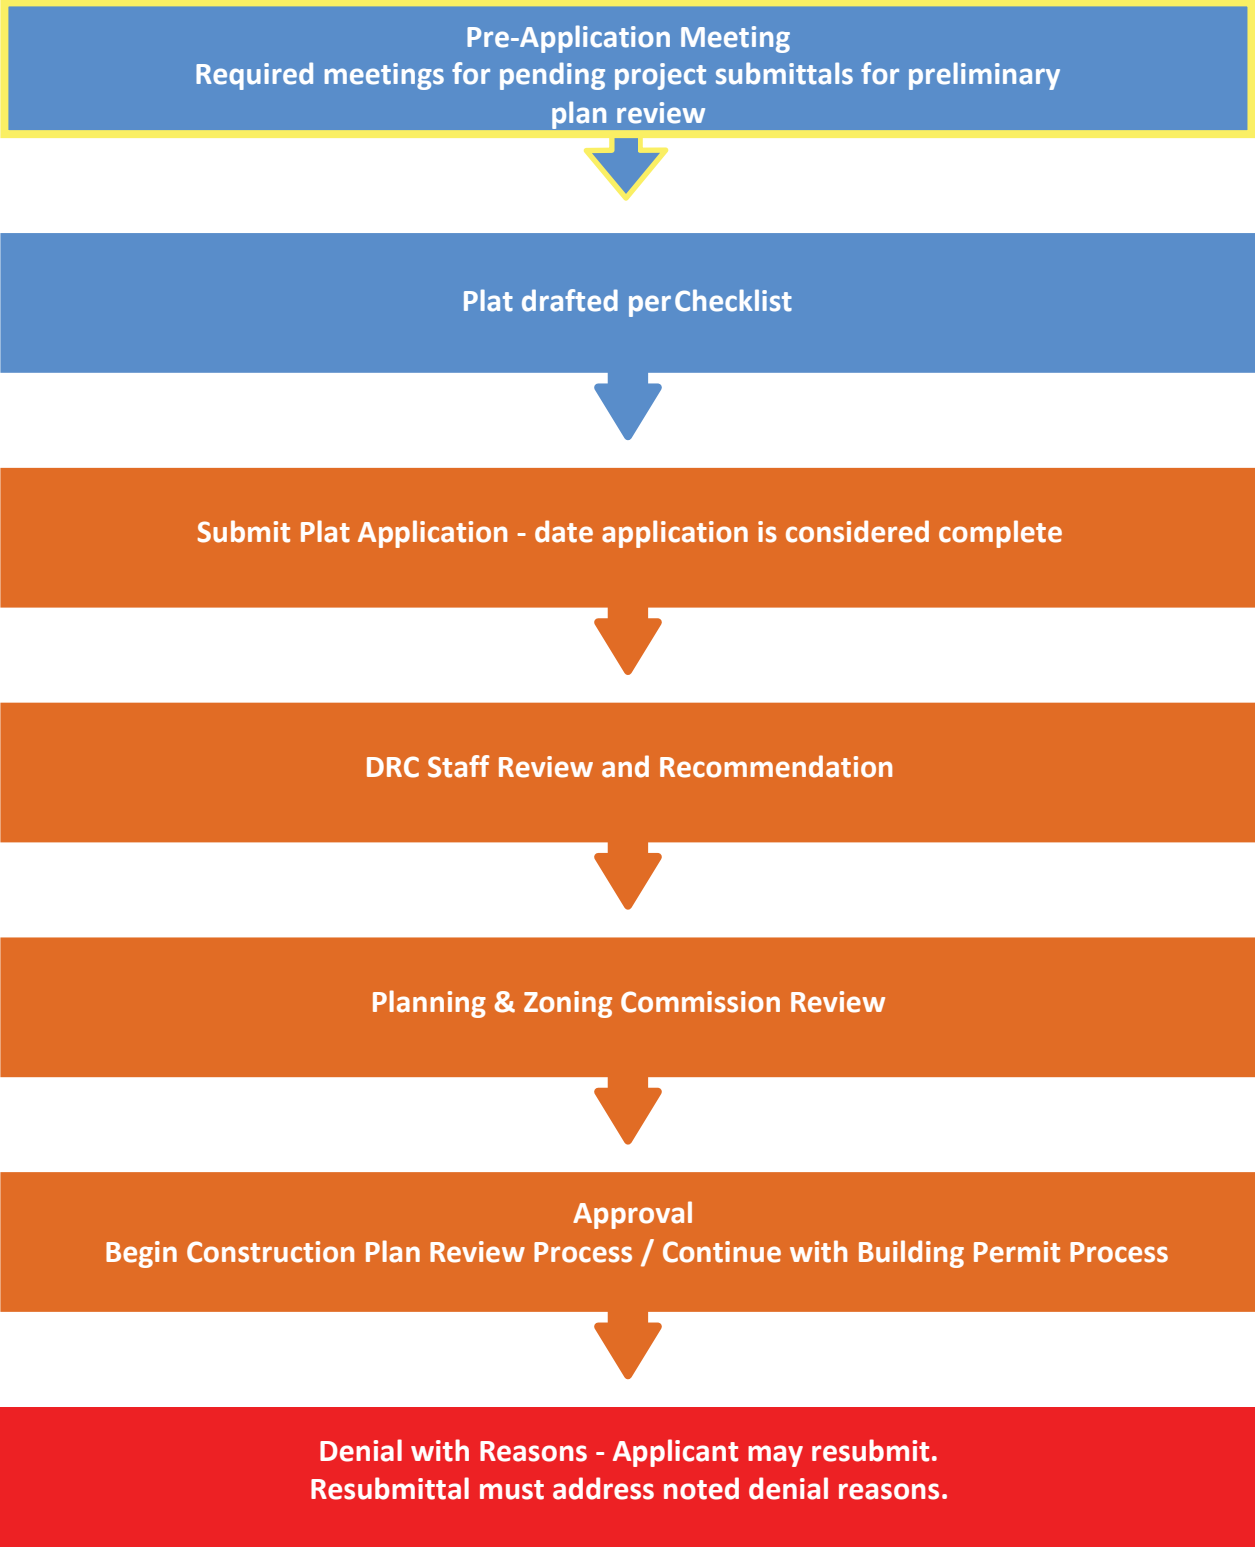 Pre-Application Meeting
Required meetings for pending project submittals for preliminary
plan review
Plat drafted per Checklist
Submit Plat Application - date application is considered complete
DRC Staff Review and Recommendation
Planning & Zoning Commission Review
Approval
Begin Construction Plan Review Process / Continue with Building Permit Process
Denial with Reasons - Applicant may resubmit.
Resubmittal must address noted denial reasons.